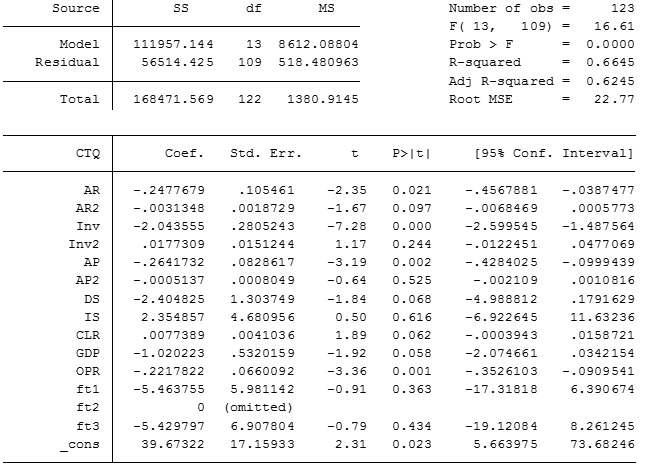 Source SS df MS Number of obs = 123
F( 13, 109) = 16.61
Model 111957.144 13 8612.08804 Prob > F = 0.0000
Residual 56514.425 109 518.480963 R-squared = 0.6645
Adj R-squared = 0.6245
Total 168471.569 122 1380.9145 Root MSE = 22.77
CTQ Coef. Std. Err. t P>|t| [95% Conf. Interval]
AR -.2477679 .105461 -2.35 0.021 -.4567881 -.0387477
AR2 -.0031348 .0018729 -1.67 0.097 -.0068469 .0005773
Inv -2.043555 .2805243 -7.28 0.000 -2.599545 -1.487564
Inv2 .0177309 .0151244 1.17 0.244 -.0122451 .0477069
AP -.2641732 .0828617 -3.19 0.002 -.4284025 -.0999439
AP2 -.0005137 .0008049 -0.64 0.525 -.002109 .0010816
DS -2.404825 1.303749 -1.84 0.068 -4.988812 .1791629
IS 2.354857 4.680956 0.50 0.616 -6.922645 11.63236
CLR .0077389 .0041036 1.89 0.062 -.0003943 .0158721
GDP -1.020223 .5320159 -1.92 0.058 -2.074661 .0342154
OPR -.2217822 .0660092 -3.36 0.001 -.3526103 -.0909541
ft1 -5.463755 5.981142 -0.91 0.363 -17.31818 6.390674
ft2 0 (omitted)
ft3 -5.429797 6.907804 -0.79 0.434 -19.12084 8.261245
_cons 39.67322 17.15933 2.31 0.023 5.663975 73.68246